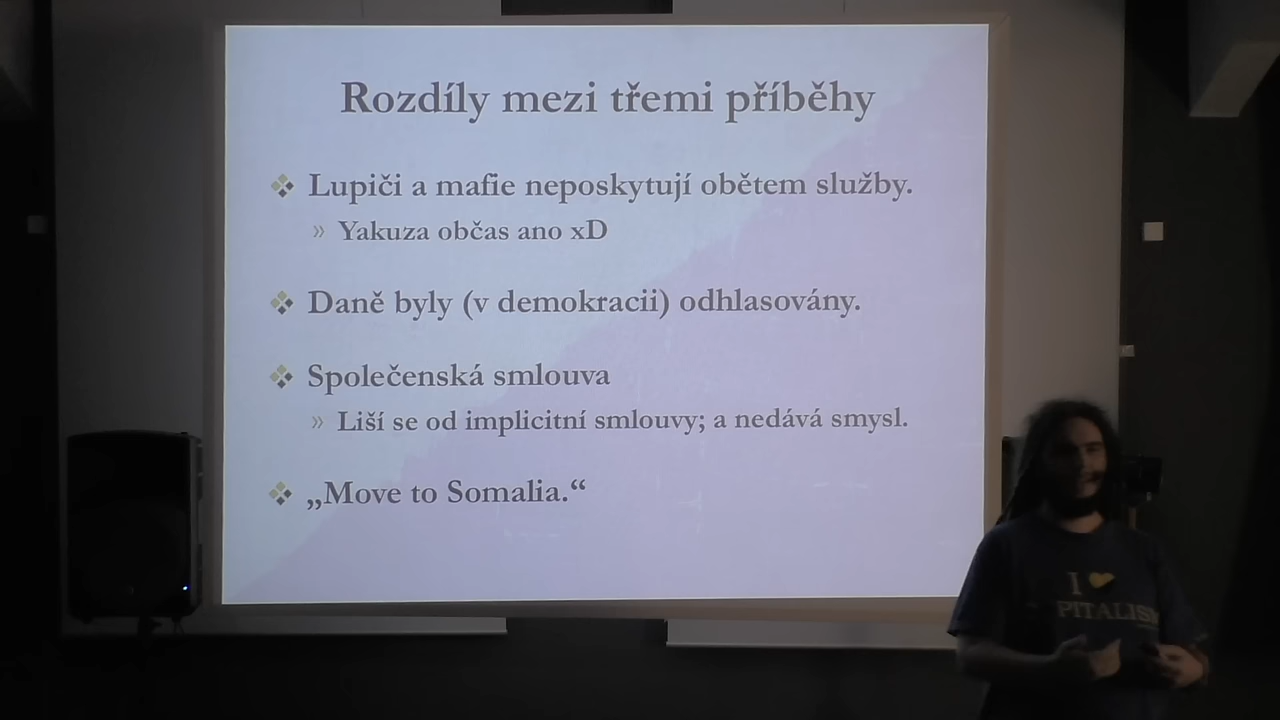 Rozdíly mezi třemi příběhy
Lupiči a mafie neposkytují obětem služby.
Yakuza občas ano xD
Daně byly (v demokracii) odhlasovány.
Společenská smlouva
Liší se od implicitní smlouvy; a nedává smysl.
„Move to Somalia.“
I
PITALIS